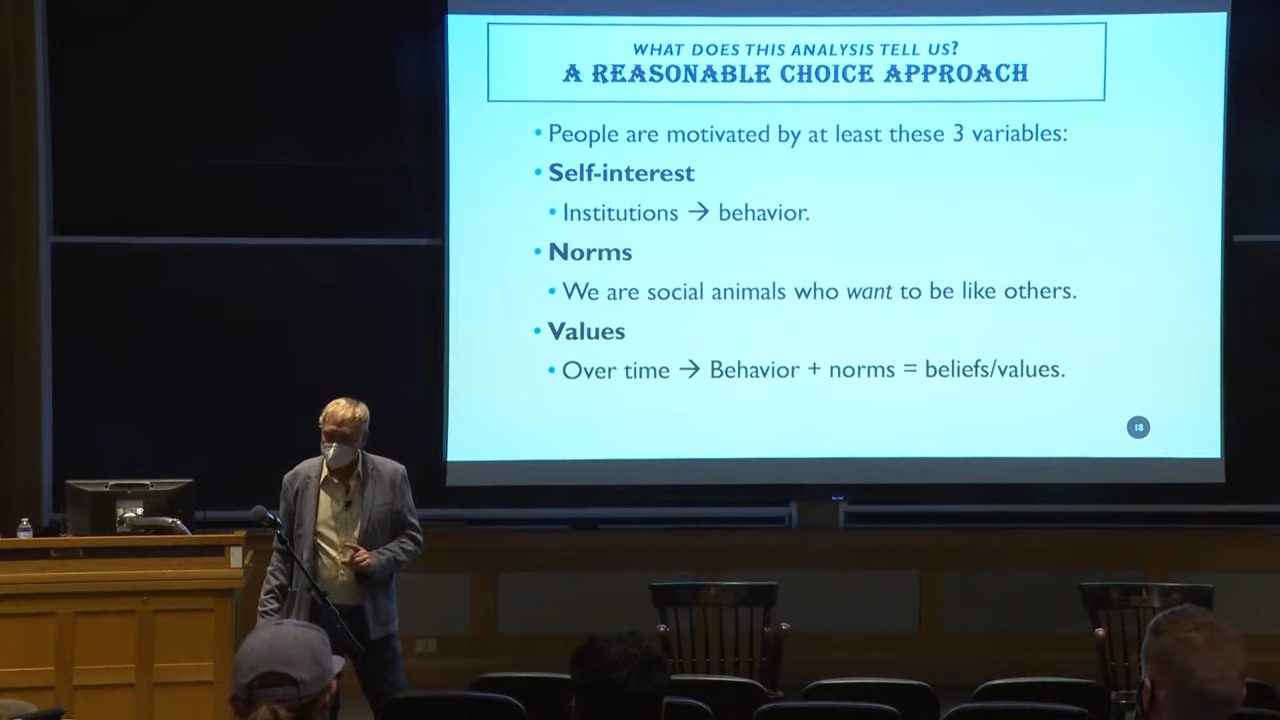 WHAT DOES THIS ANALYSIS TELL US?
A REASONABLE CHOICE APPROACH
• People are motivated by at least these 3 variables:
• Self-interest
• Institutions → behavior.
• Norms
• We are social animals who want to be like others.
• Values
• Over time → Behavior + norms = beliefs/values.
18